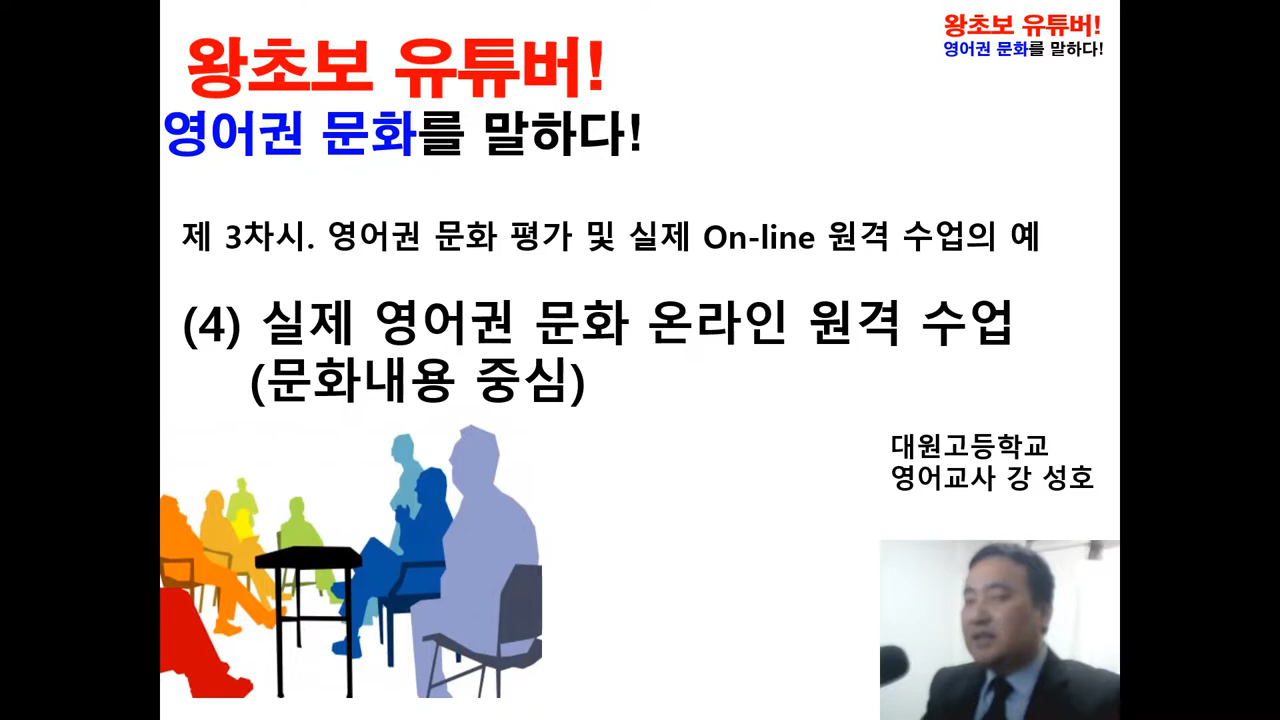 왕초보 유튜버!
영어권 문화를 말하다!
왕초보 유튜버!
영어권 문화를 말하다!
제 3차시. 영어권 문화 평가 및 실제 On-line 원격 수업의 예
(4) 실제 영어권 문화 온라인 원격 수업
(문화내용 중심)
대원고등학교
영어교사 강 성호